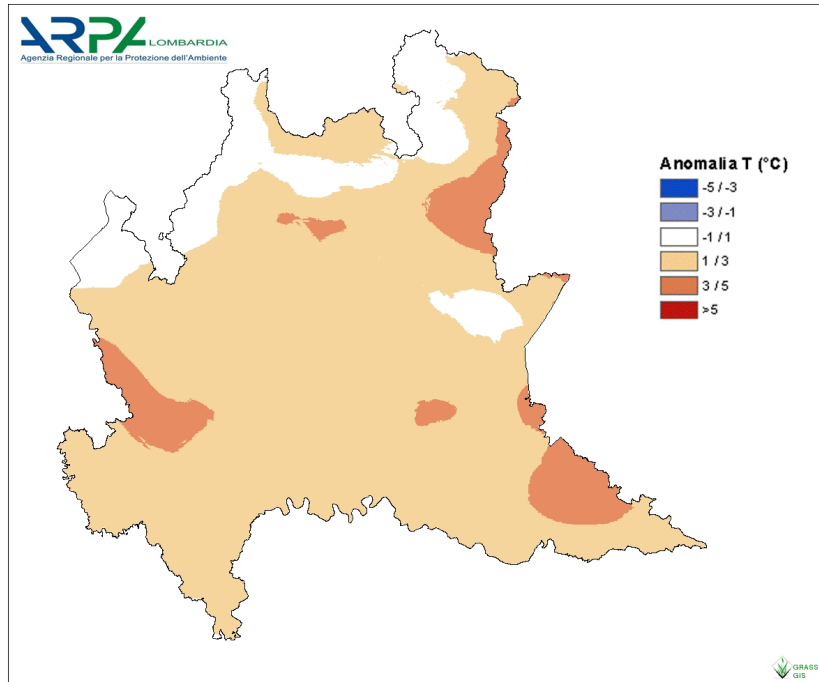 ARPA LOMBARDIA
Agenzia Regionale per la Protezione dell'Ambiente
Anomalia T (°C)
-5 / -3
-3 / -1
-1 / 1
1 / 3
3 / 5
>5
GRASS
GIS